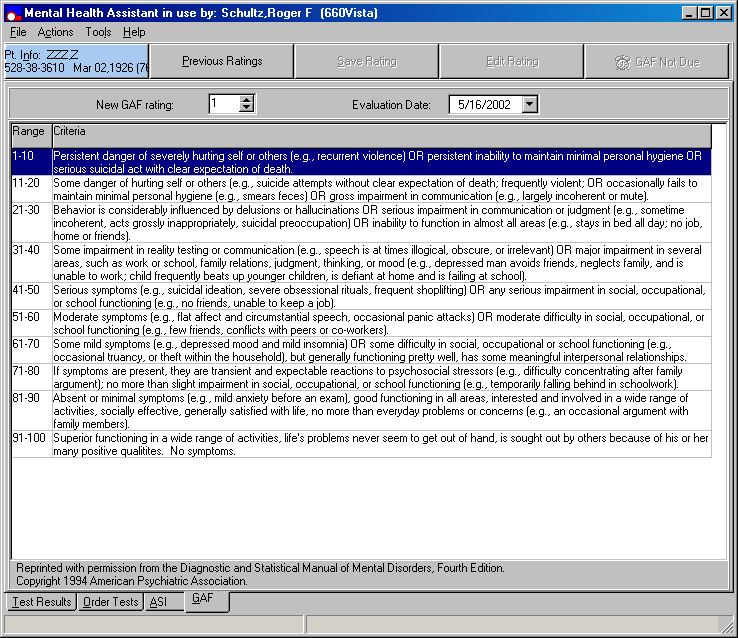 Mental Health Assistant in use by: Schultz,Roger F (660Vista)
File Actions Tools Help
Pt. Info: ZZZ Z
528-38-3610 Mar 02,1926 (76
Previous Ratings
Save Rating
Edit Rating
GAF Not Due
New GAF rating: 1
Evaluation Date: 5/16/2002
Range Criteria
1-10 Persistent danger of severely hurting self or others (e.g., recurrent violence) OR persistent inability to maintain minimal personal hygiene OR
serious suicidal act with clear expectation of death.
11-20 Some danger of hurting self or others (e.g., suicide attempts without clear expectation of death; frequently violent; OR occasionally fails to
maintain minimal personal hygiene (e.g., smears feces) OR gross impairment in communication (e.g., largely incoherent or mute).
21-30 Behavior is considerably influenced by delusions or hallucinations OR serious impairment in communication or judgment (e.g., sometime
incoherent, acts grossly inappropriately, suicidal preoccupation) OR inability to function in almost all areas (e.g., stays in bed all day; no job,
home or friends).
31-40 Some impairment in reality testing or communication (e.g., speech is at times illogical, obscure, or irrelevant) OR major impairment in several
areas, such as work or school, family relations, judgment, thinking, or mood (e.g., depressed man avoids friends, neglects family, and is
unable to work; child frequently beats up younger children, is defiant at home and is failing at school).
41-50 Serious symptoms (e.g., suicidal ideation, severe obsessional rituals, frequent shoplifting) OR any serious impairment in social, occupational,
or school functioning (e.g., no friends, unable to keep a job).
51-60 Moderate symptoms (e.g., flat affect and circumstantial speech, occasional panic attacks) OR moderate difficulty in social, occupational, or
school functioning (e.g., few friends, conflicts with peers or co-workers).
61-70 Some mild symptoms (e.g., depressed mood and mild insomnia) OR some difficulty in social, occupational or school functioning (e.g.,
occasional truancy, or theft within the household), but generally functioning pretty well, has some meaningful interpersonal relationships.
71-80 If symptoms are present, they are transient and expectable reactions to psychosocial stressors (e.g., difficulty concentrating after family
argument); no more than slight impairment in social, occupational, or school functioning (e.g., temporarily falling behind in schoolwork).
81-90 Absent or minimal symptoms (e.g., mild anxiety before an exam), good functioning in all areas, interested and involved in a wide range of
activities, socially effective, generally satisfied with life, no more than everyday problems or concerns (e.g., an occasional argument with
family members).
91-100 Superior functioning in a wide range of activities, life's problems never seem to get out of hand, is sought out by others because of his or her
many positive qualitites. No symptoms.
Reprinted with permission from the Diagnostic and Statistical Manual of Mental Disorders, Fourth Edition.
Copyright 1994 American Psychiatric Association.
Test Results Order Tests ASI GAF